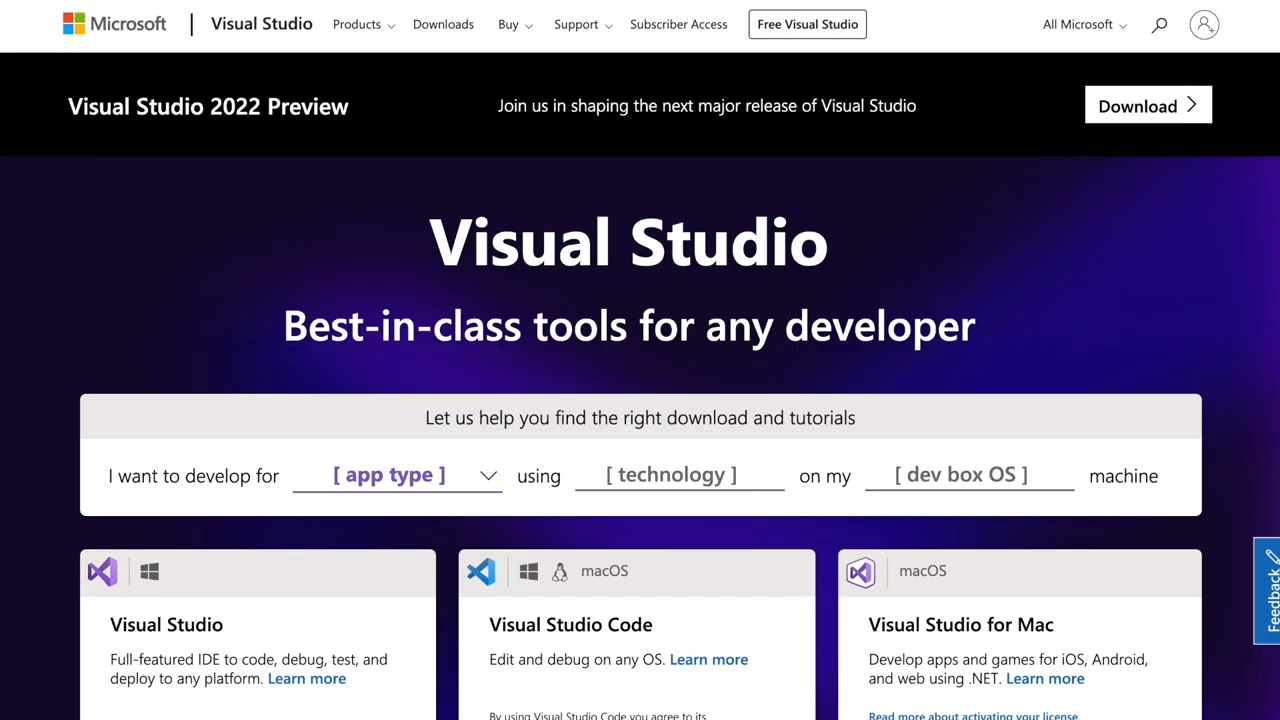 Microsoft | Visual Studio Products Downloads Buy Support Subscriber Access Free Visual Studio All Microsoft
Visual Studio 2022 Preview Join us in shaping the next major release of Visual Studio Download
Visual Studio
Best-in-class tools for any developer
Let us help you find the right download and tutorials
I want to develop for [ app type ] using [ technology ] on my [ dev box OS ] machine
Feedback
macOS
macOS
Visual Studio
Full-featured IDE to code, debug, test, and
deploy to any platform. Learn more
Visual Studio Code
Edit and debug on any OS. Learn more
By using Visual Studio Code you agree to its
Visual Studio for Mac
Develop apps and games for iOS, Android,
and web using .NET. Learn more
Read more about activating your license